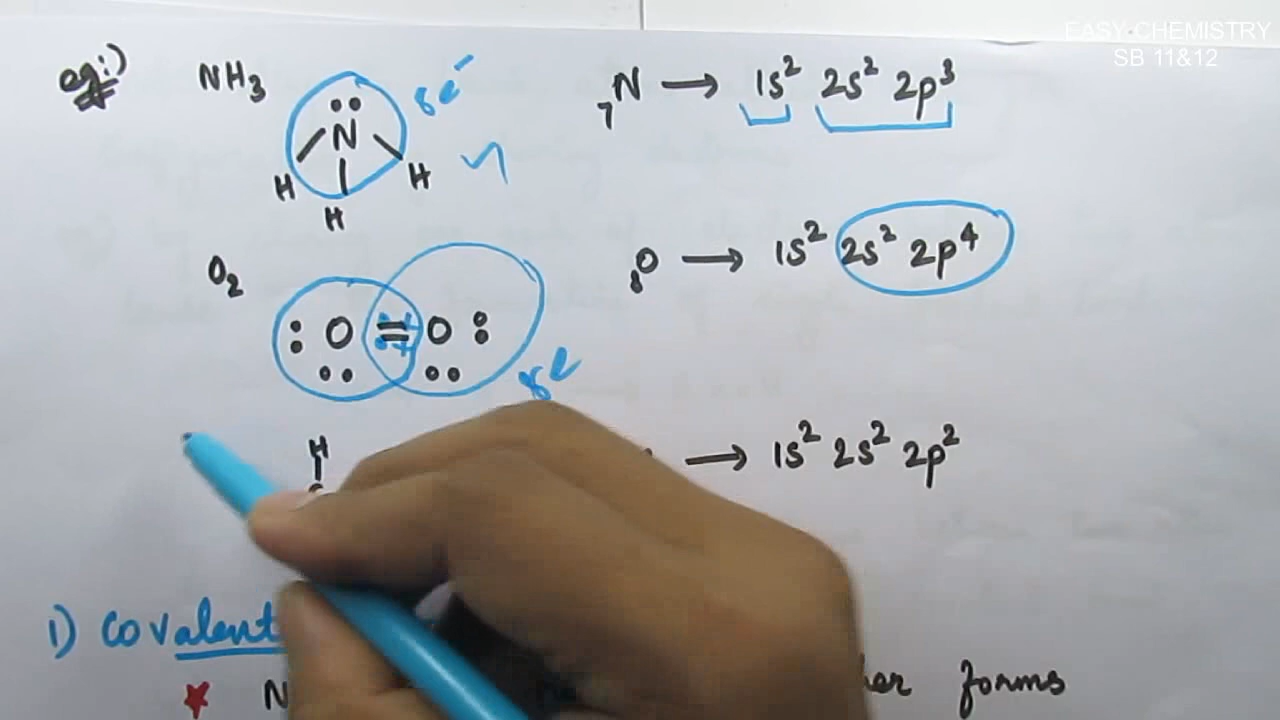 EASY-CHEMISTRY
SB 11&12
eg:)
NH₃
N
H
H
H
8e⁻
₇N → 1s² 2s² 2p³
O₂
:O=O:
8e
₈O → 1s² 2s² 2p⁴
H
→ 1s² 2s² 2p²
1) Covalent
★ N
forms